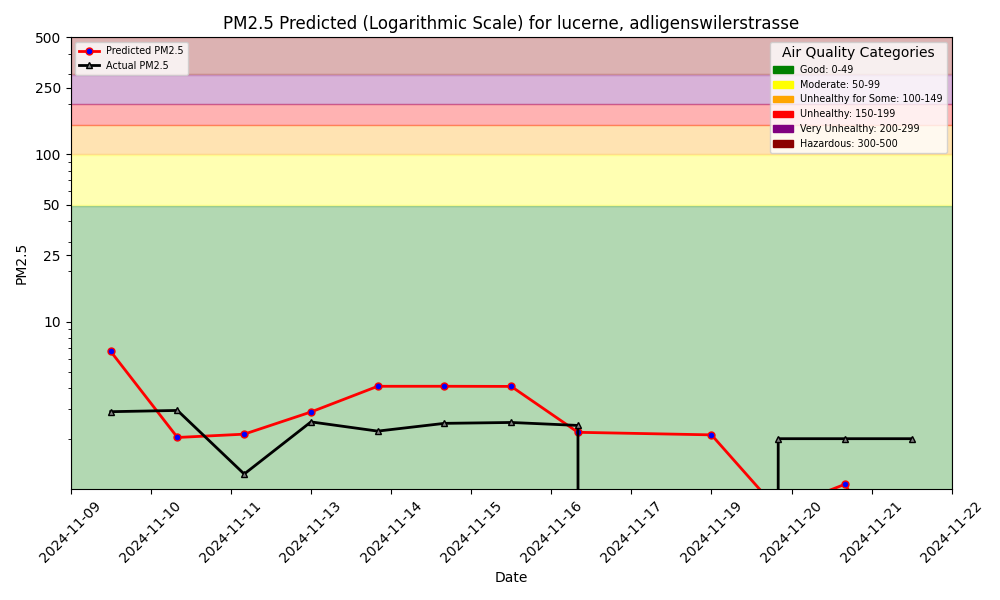 PM2.5 Predicted (Logarithmic Scale) for lucerne, adligenswilerstrasse
Predicted PM2.5
Actual PM2.5
Air Quality Categories
Good: 0-49
Moderate: 50-99
Unhealthy for Some: 100-149
Unhealthy: 150-199
Very Unhealthy: 200-299
Hazardous: 300-500
500
250
100
50
25
10
PM2.5
2024-11-09
2024-11-10
2024-11-11
2024-11-13
2024-11-14
2024-11-15
2024-11-16
2024-11-17
2024-11-19
2024-11-20
2024-11-21
2024-11-22
Date